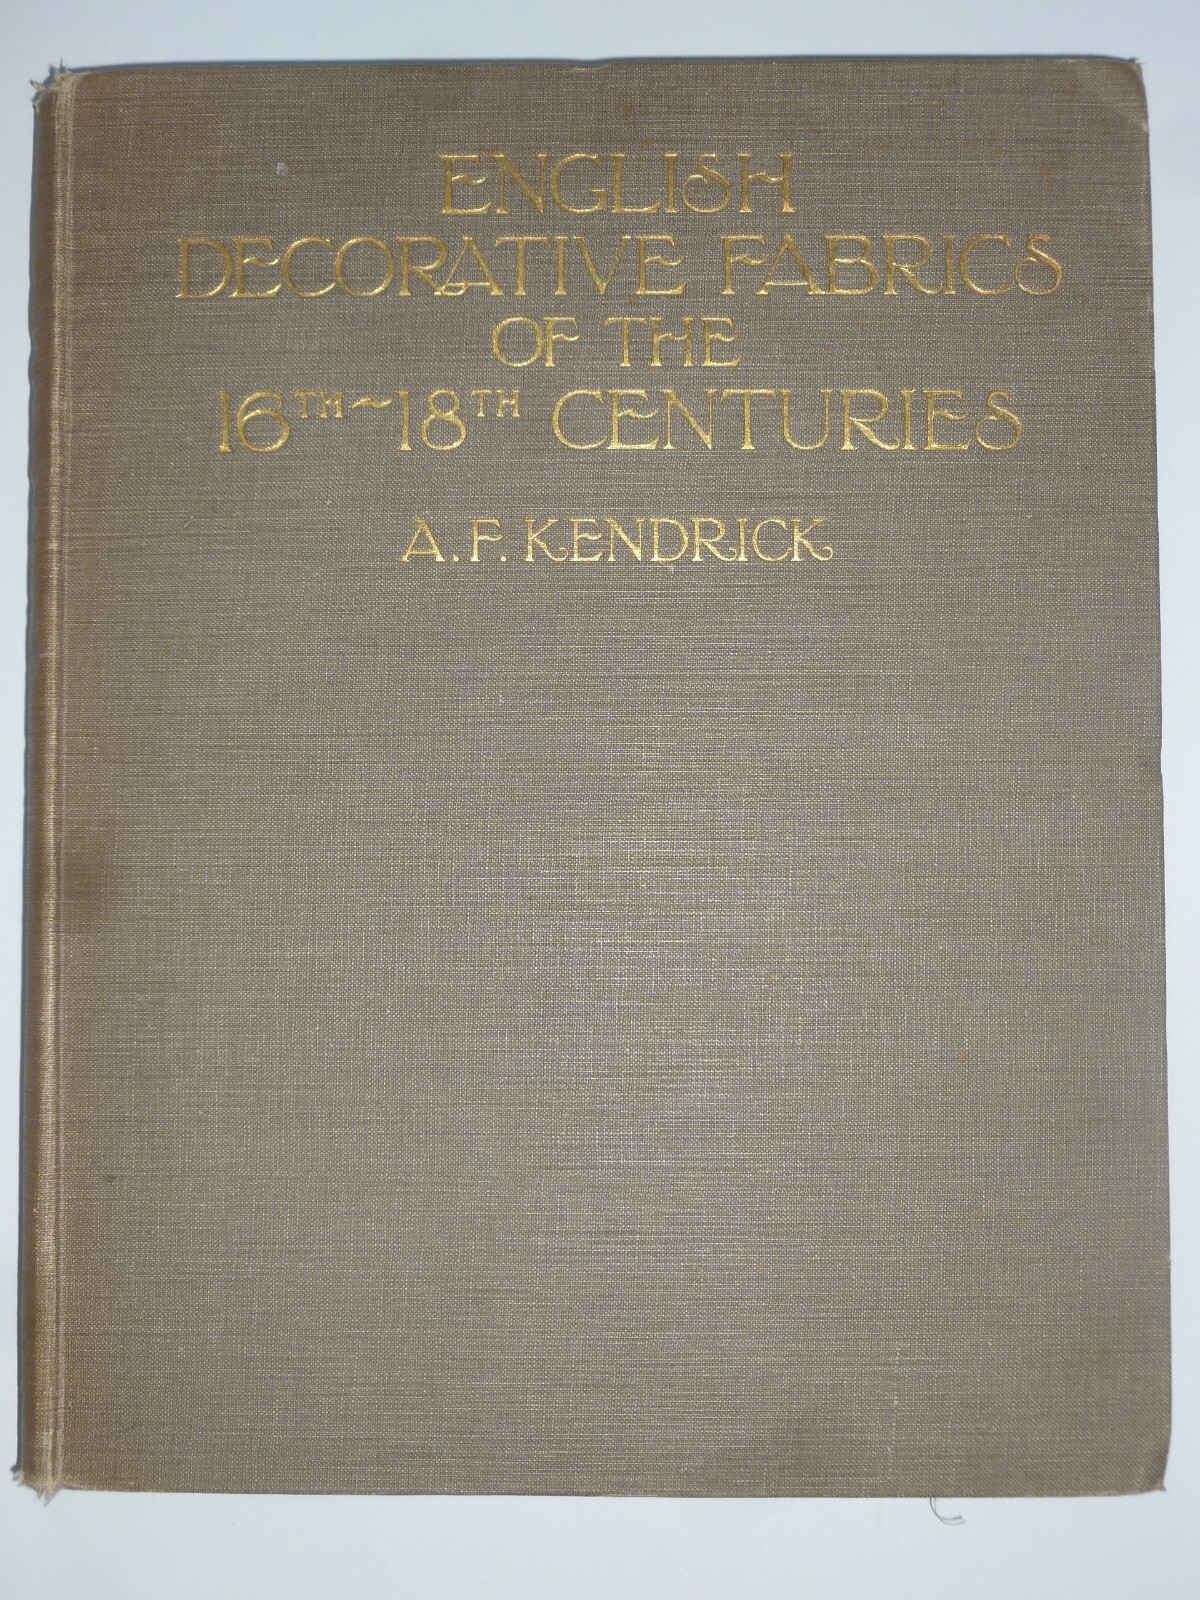 ENGLISH
DECORATIVE FABRICS
OF THE
16TH~18TH CENTURIES
A.F. KENDRICK